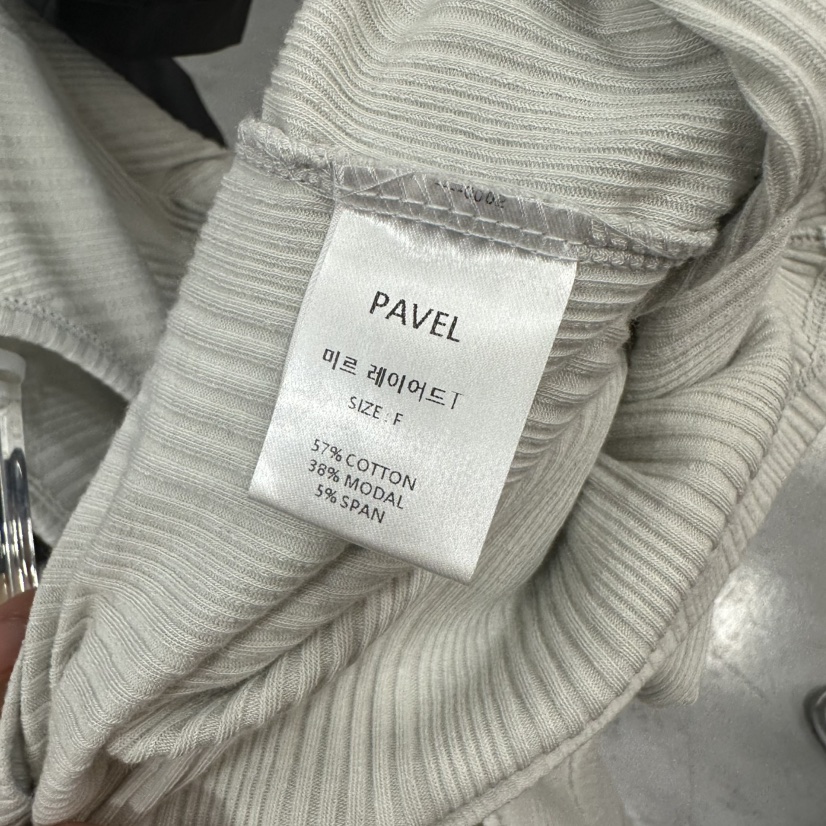 PAVEL
미르 레이어드T
SIZE : F
57% COTTON
38% MODAL
5% SPAN